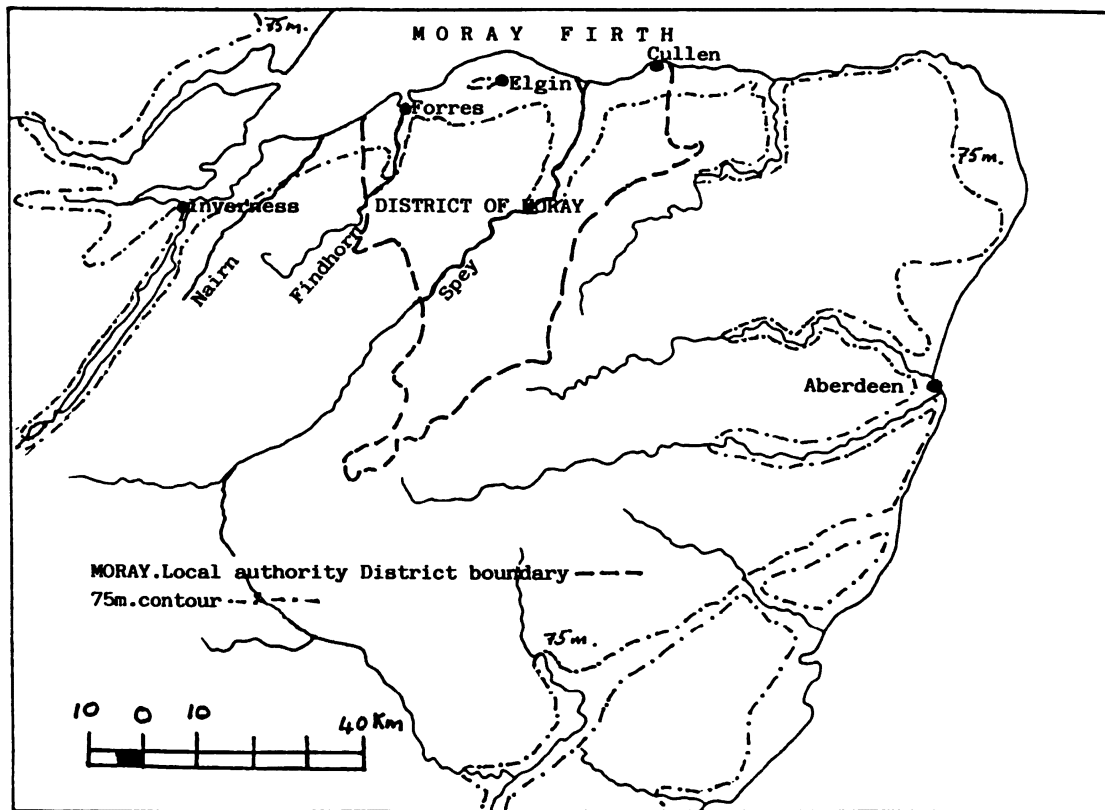 75m.
MORAY FIRTH
Cullen
Elgin
Forres
75m.
Inverness
DISTRICT OF MORAY
Nairn
Findhorn
Spey
Aberdeen
MORAY.Local authority District boundary
75m.contour
75m.
10 0 10 40 Km